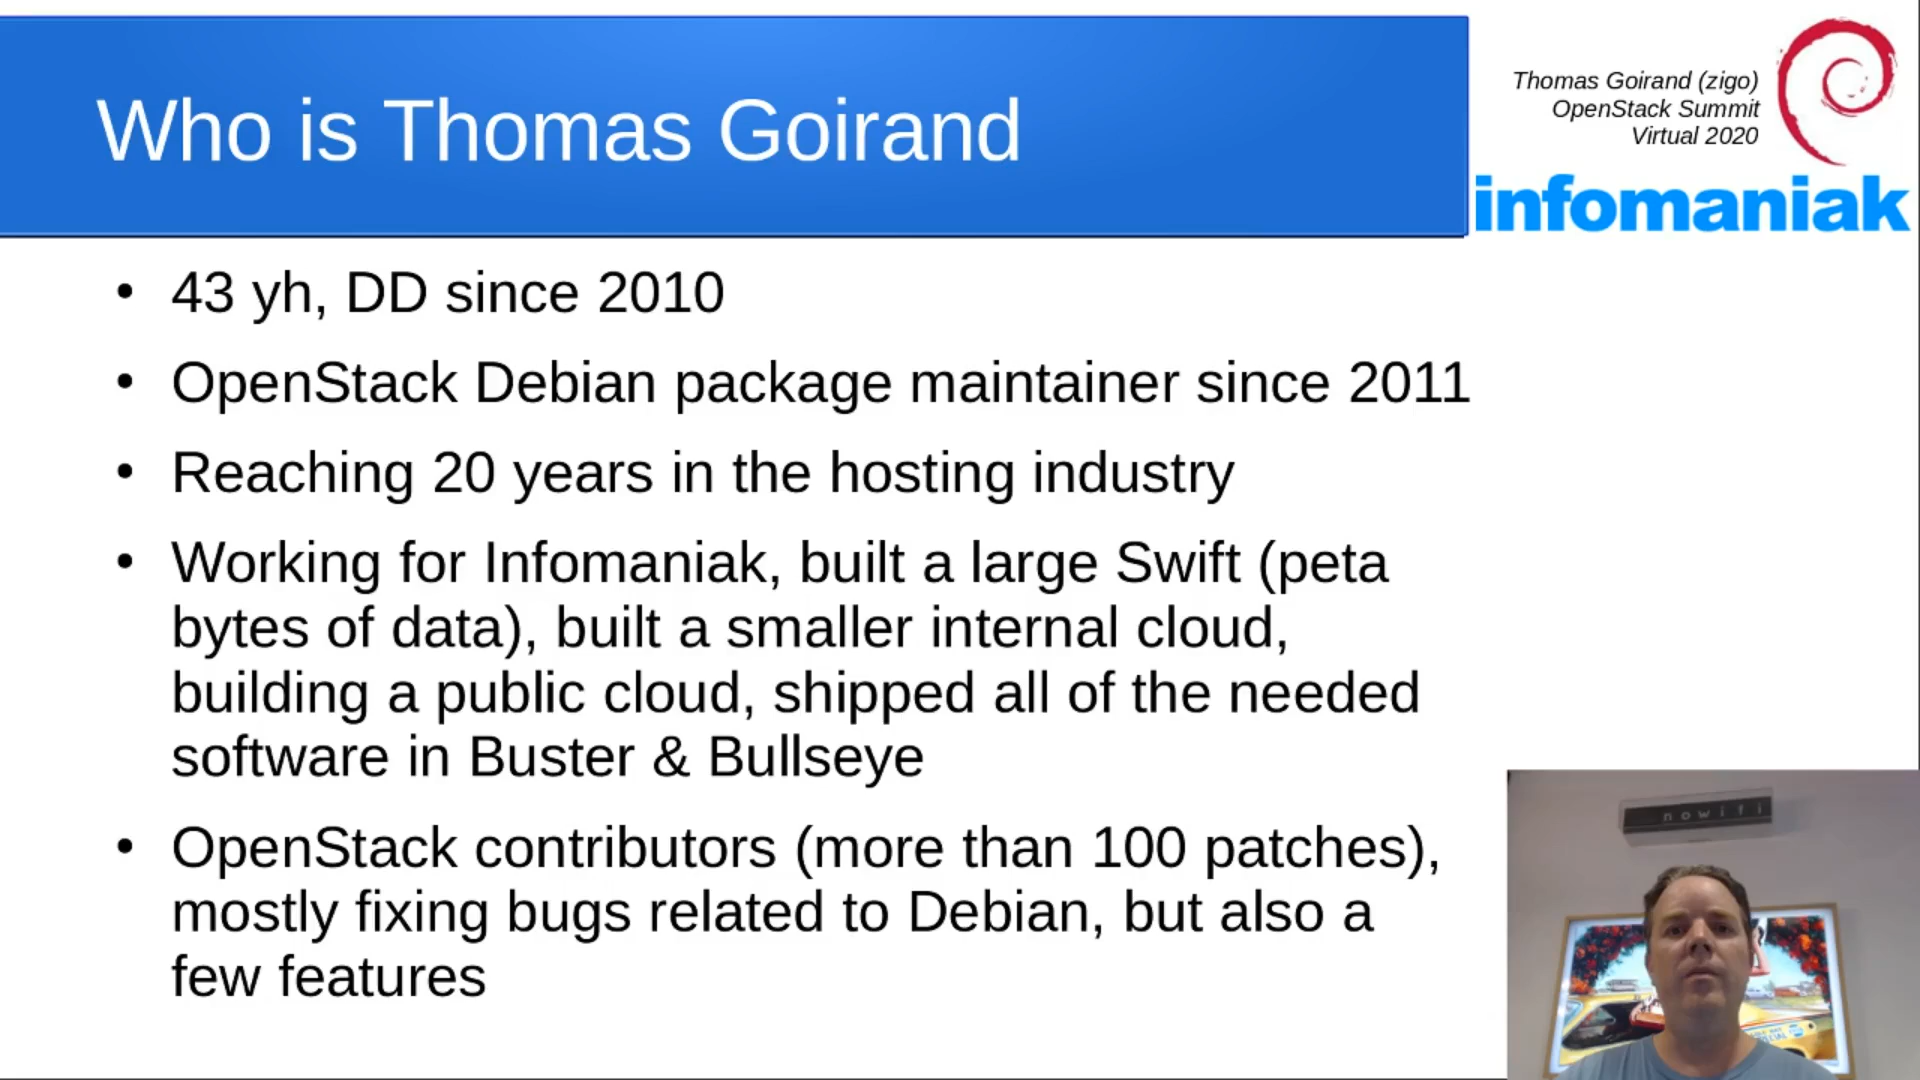 Who is Thomas Goirand
Thomas Goirand (zigo)
OpenStack Summit
Virtual 2020
infomaniak
• 43 yh, DD since 2010
• OpenStack Debian package maintainer since 2011
• Reaching 20 years in the hosting industry
• Working for Infomaniak, built a large Swift (peta
bytes of data), built a smaller internal cloud,
building a public cloud, shipped all of the needed
software in Buster & Bullseye
• OpenStack contributors (more than 100 patches),
mostly fixing bugs related to Debian, but also a
few features
nowifi